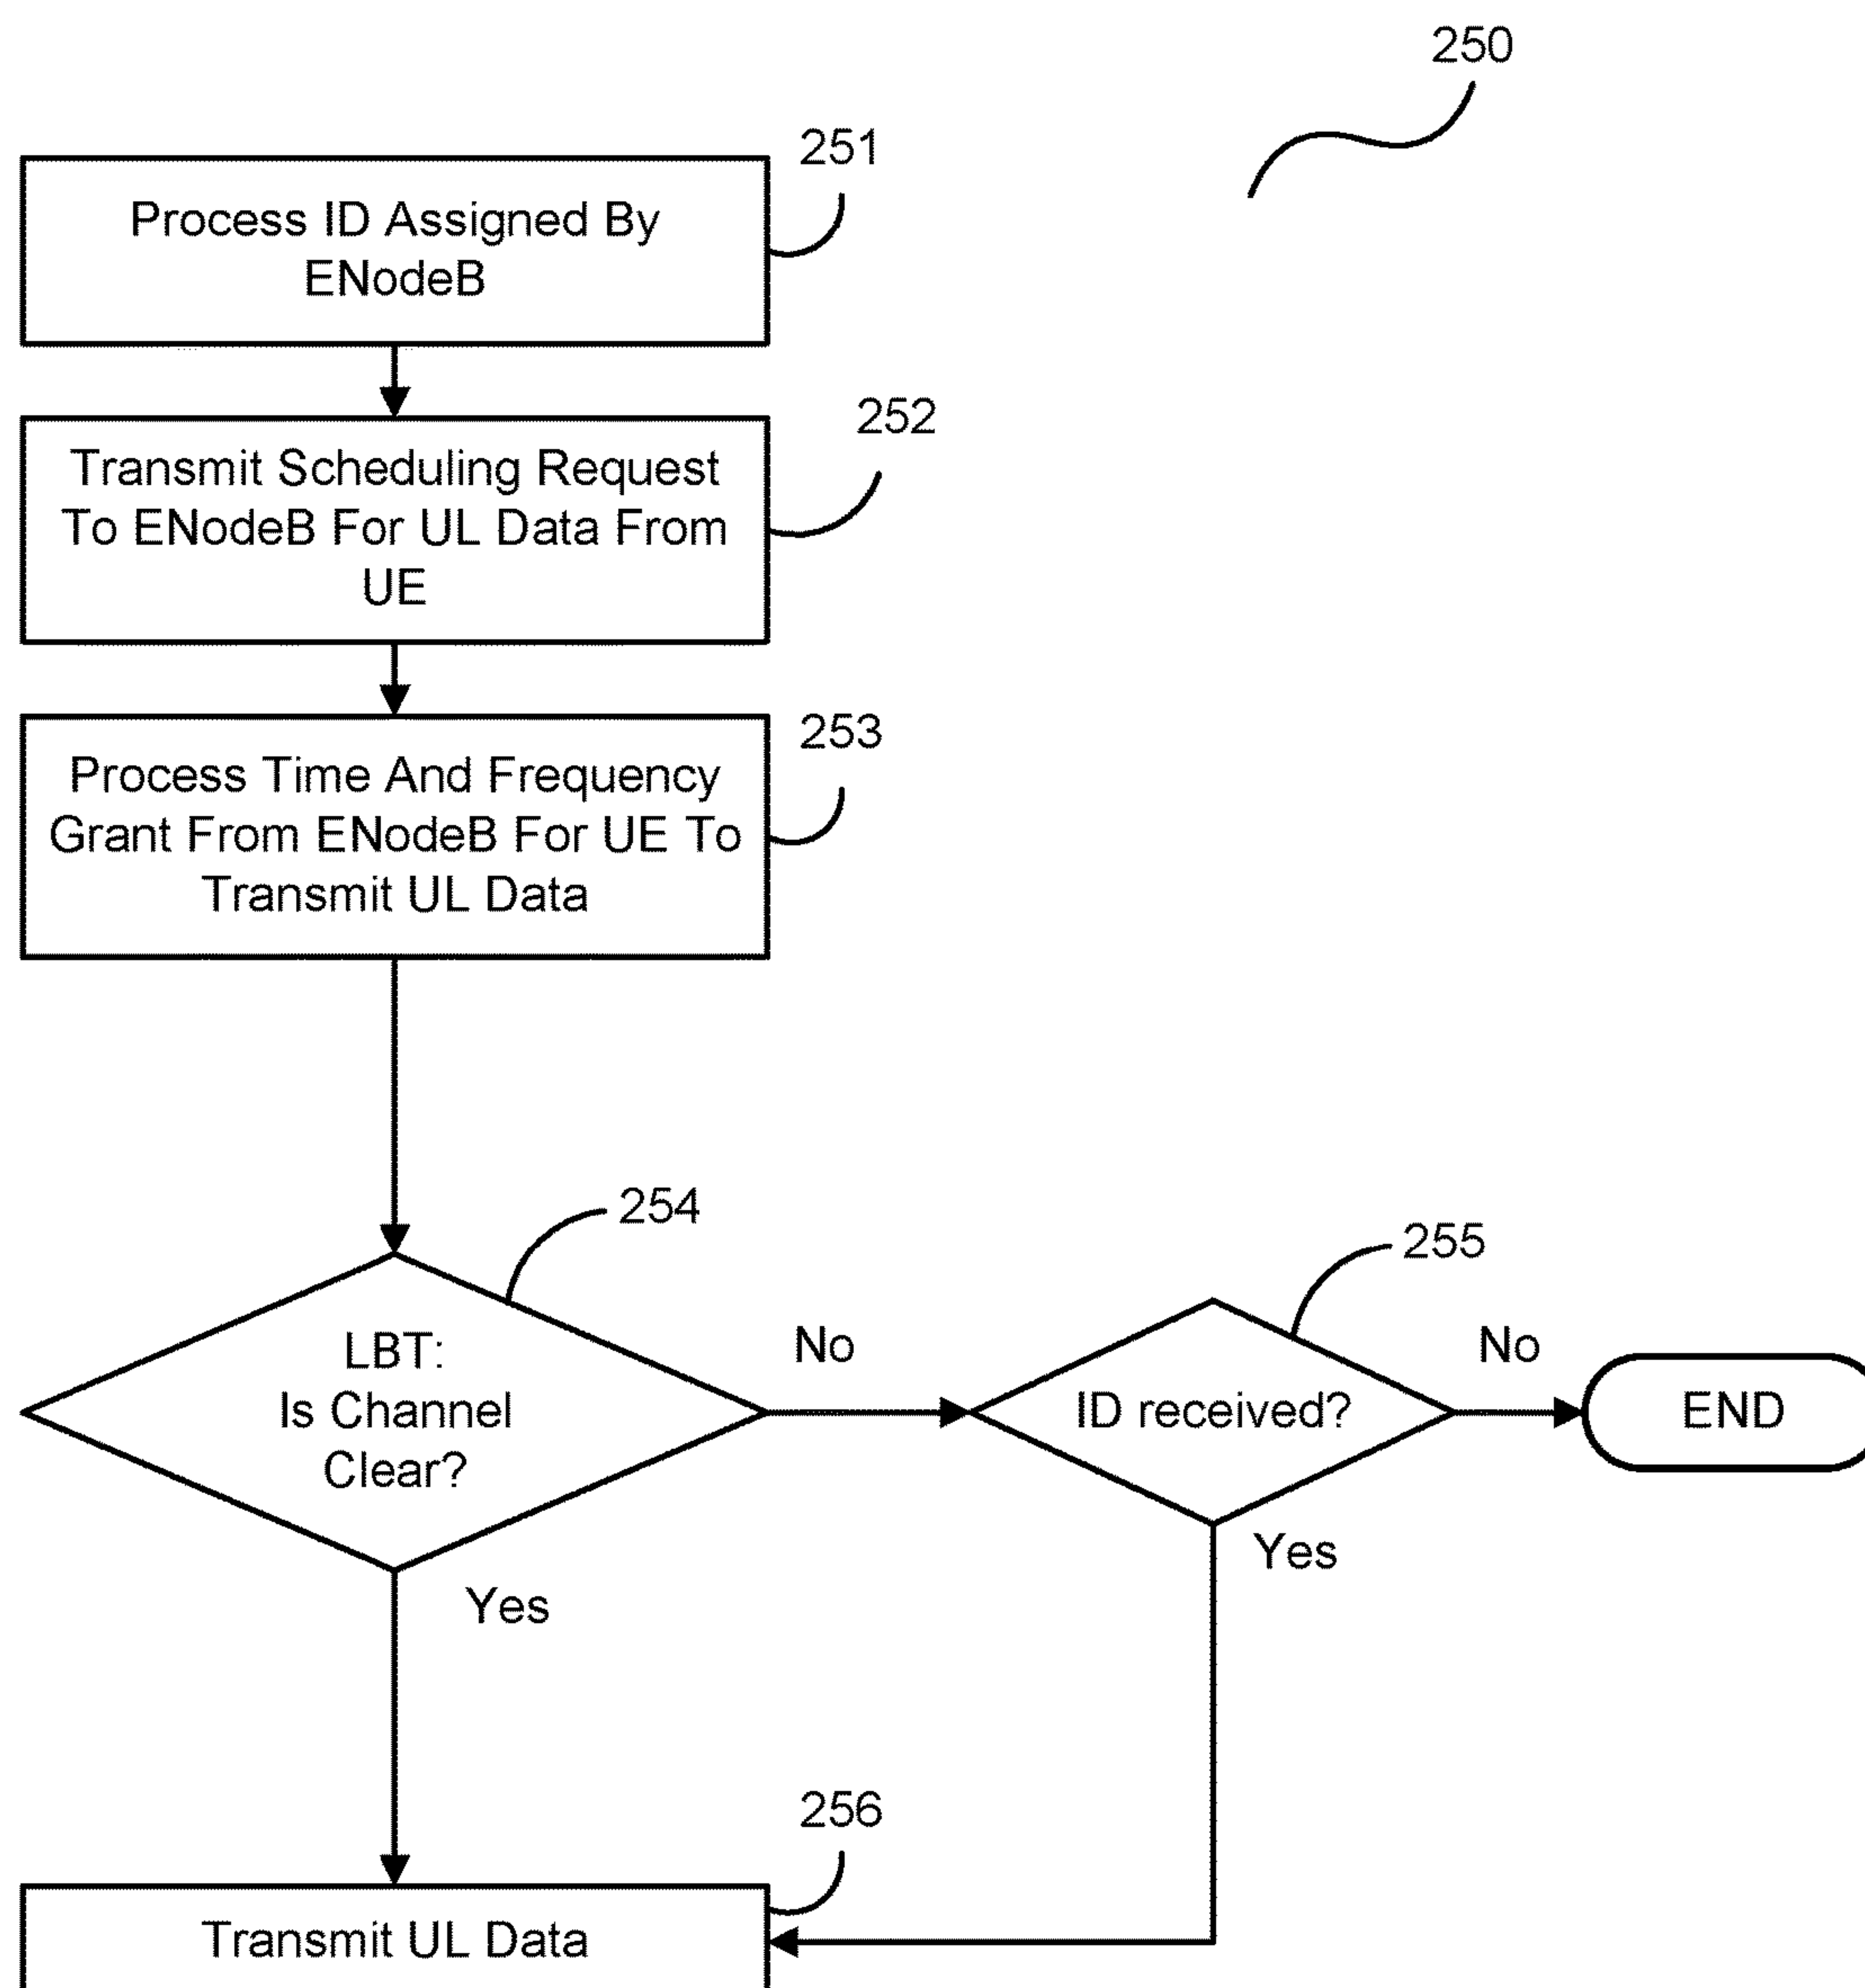 250
251
Process ID Assigned By
ENodeB
252
Transmit Scheduling Request
To ENodeB For UL Data From
UE
253
Process Time And Frequency
Grant From ENodeB For UE To
Transmit UL Data
254
LBT:
Is Channel
Clear?
No
255
ID received?
No
END
Yes
Yes
256
Transmit UL Data